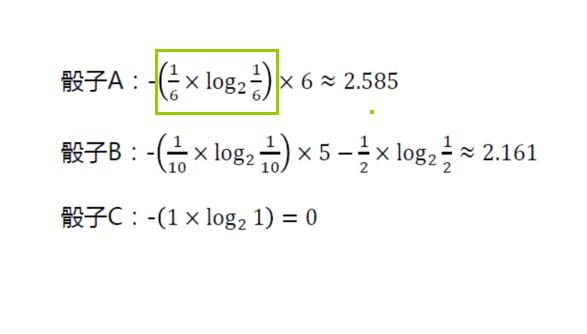 骰子A：-(1/6 × log₂ 1/6) × 6 ≈ 2.585
骰子B：-(1/10 × log₂ 1/10) × 5 − 1/2 × log₂ 1/2 ≈ 2.161
骰子C：-(1 × log₂ 1) = 0